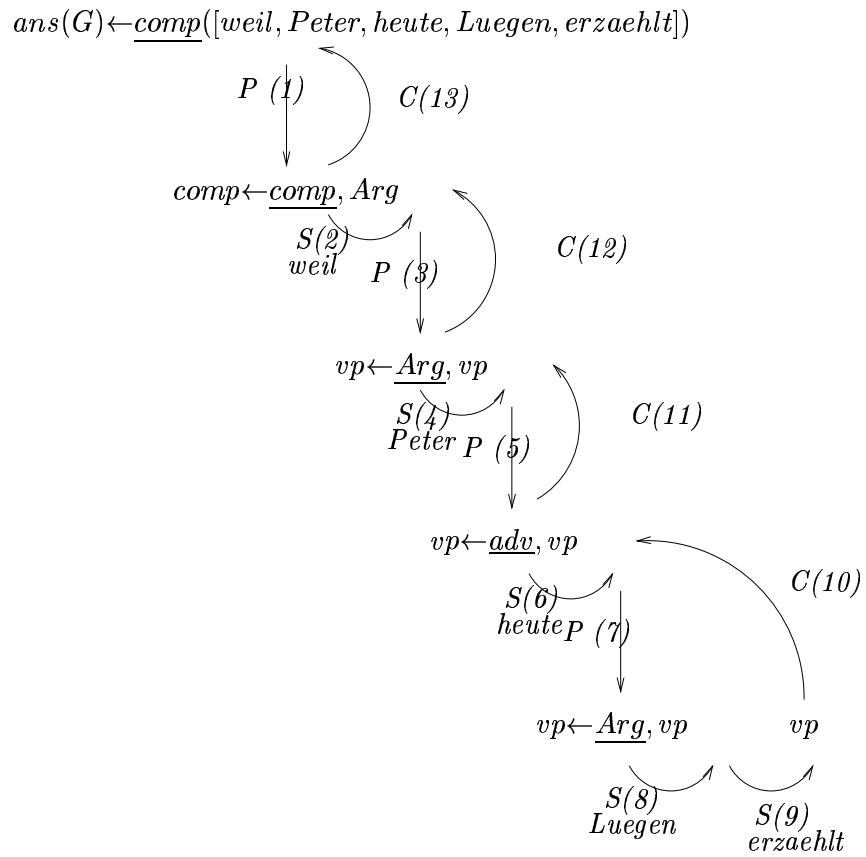 ans(G)←comp([weil, Peter, heute, Luegen, erzaehlt])
P (1)
C(13)
comp←comp, Arg
S(2)
weil
P (3)
C(12)
vp←Arg, vp
S(4)
Peter
P (5)
C(11)
vp←adv, vp
S(6)
heute
P (7)
C(10)
vp←Arg, vp
vp
S(8)
Luegen
S(9)
erzaehlt